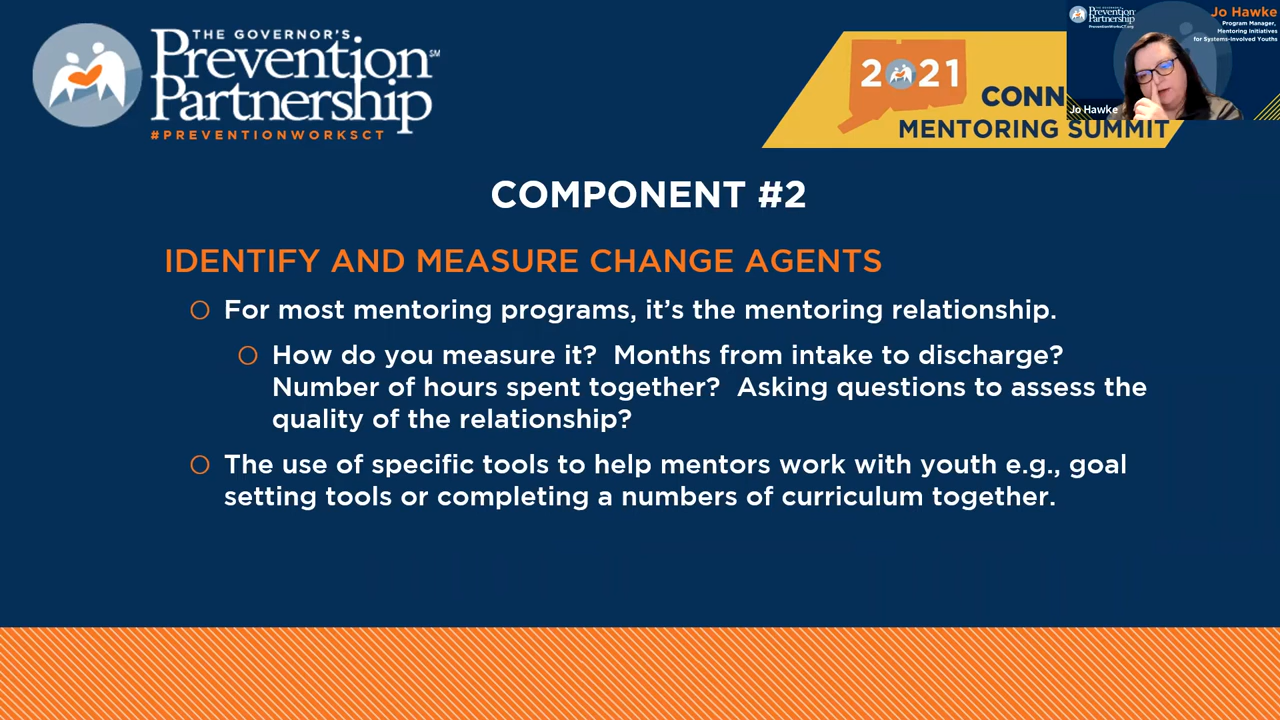 THE GOVERNOR'S
Prevention
Partnership
SM
#PREVENTIONWORKSCT
2021
CONN
MENTORING SUMMIT
Prevention
Partnership
Jo Hawke
Program Manager,
Mentoring Initiatives
for Systems-Involved Youths
Jo Hawke
COMPONENT #2
IDENTIFY AND MEASURE CHANGE AGENTS
For most mentoring programs, it's the mentoring relationship.
How do you measure it? Months from intake to discharge?
Number of hours spent together? Asking questions to assess the
quality of the relationship?
The use of specific tools to help mentors work with youth e.g., goal
setting tools or completing a numbers of curriculum together.